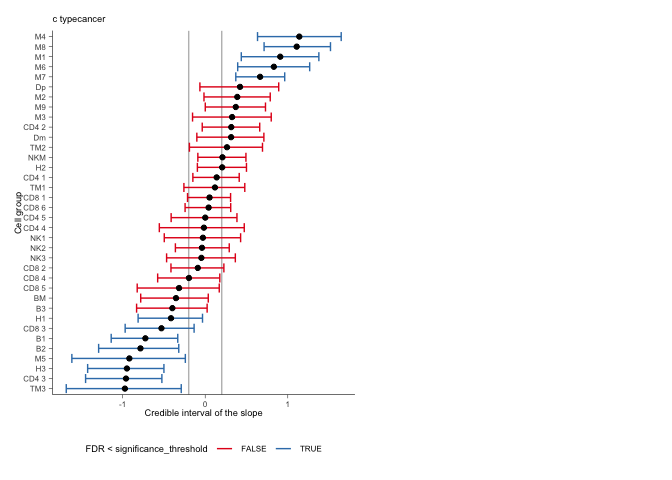 c typecancer
M4
M8
M1
M6
M7
Dp
M2
M9
M3
CD4 2
Dm
TM2
NKM
H2
CD4 1
TM1
CD8 1
CD8 6
CD4 5
CD4 4
NK1
NK2
NK3
CD8 2
CD8 4
CD8 5
BM
B3
H1
CD8 3
B1
B2
M5
H3
CD4 3
TM3
Cell group
-1 0 1
Credible interval of the slope
FDR < significance_threshold FALSE TRUE